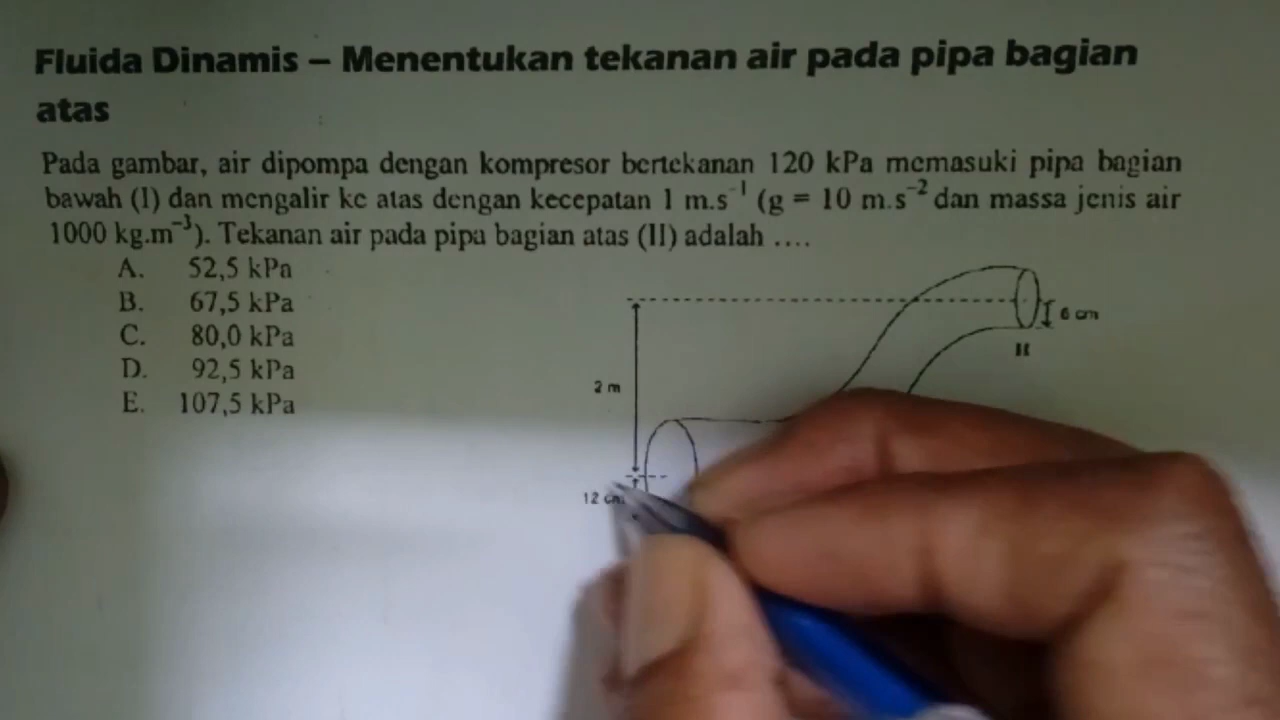 Fluida Dinamis – Menentukan tekanan air pada pipa bagian
atas
Pada gambar, air dipompa dengan kompresor bertekanan 120 kPa memasuki pipa bagian
bawah (I) dan mengalir ke atas dengan kecepatan 1 m.s⁻¹ (g = 10 m.s⁻² dan massa jenis air
1000 kg.m⁻³). Tekanan air pada pipa bagian atas (II) adalah ....
A. 52,5 kPa
B. 67,5 kPa
C. 80,0 kPa
D. 92,5 kPa
E. 107,5 kPa
6 cm
II
2 m
12 cm